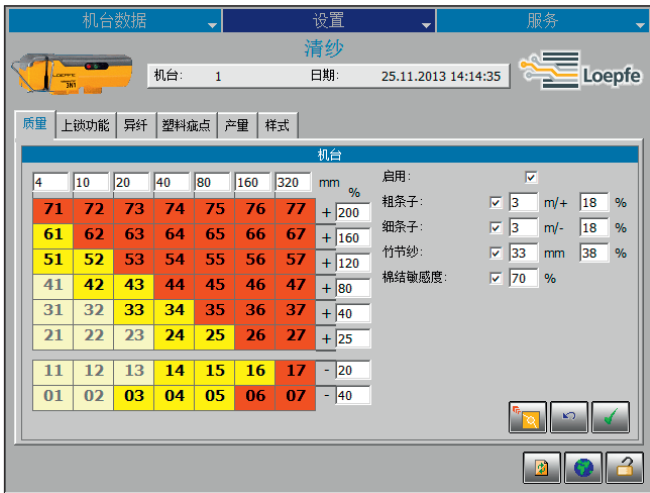 机台数据 设置 服务
清纱
机台: 1 日期: 25.11.2013 14:14:35
Loepfe
LOEPFE
3N1
质量 上锁功能 异纤 塑料疵点 产量 样式
机台
4 10 20 40 80 160 320 mm %
71 72 73 74 75 76 77 + 200
61 62 63 64 65 66 67 + 160
51 52 53 54 55 56 57 + 120
41 42 43 44 45 46 47 + 80
31 32 33 34 35 36 37 + 40
21 22 23 24 25 26 27 + 25
11 12 13 14 15 16 17 - 20
01 02 03 04 05 06 07 - 40
启用:
粗条子: 3 m/+ 18 %
细条子: 3 m/- 18 %
竹节纱: 33 mm 38 %
棉结敏感度: 70 %